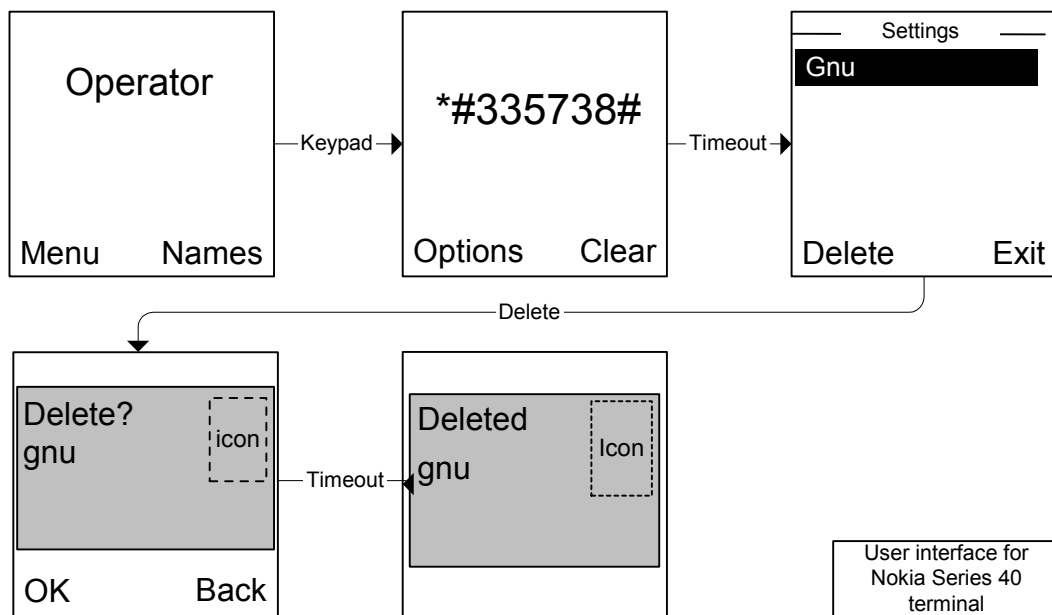 Operator
Menu Names
Keypad
*#335738#
Options Clear
Timeout
Settings
Gnu
Delete Exit
Delete
Delete?
gnu
icon
OK Back
Timeout
Deleted
gnu
Icon
User interface for
Nokia Series 40
terminal